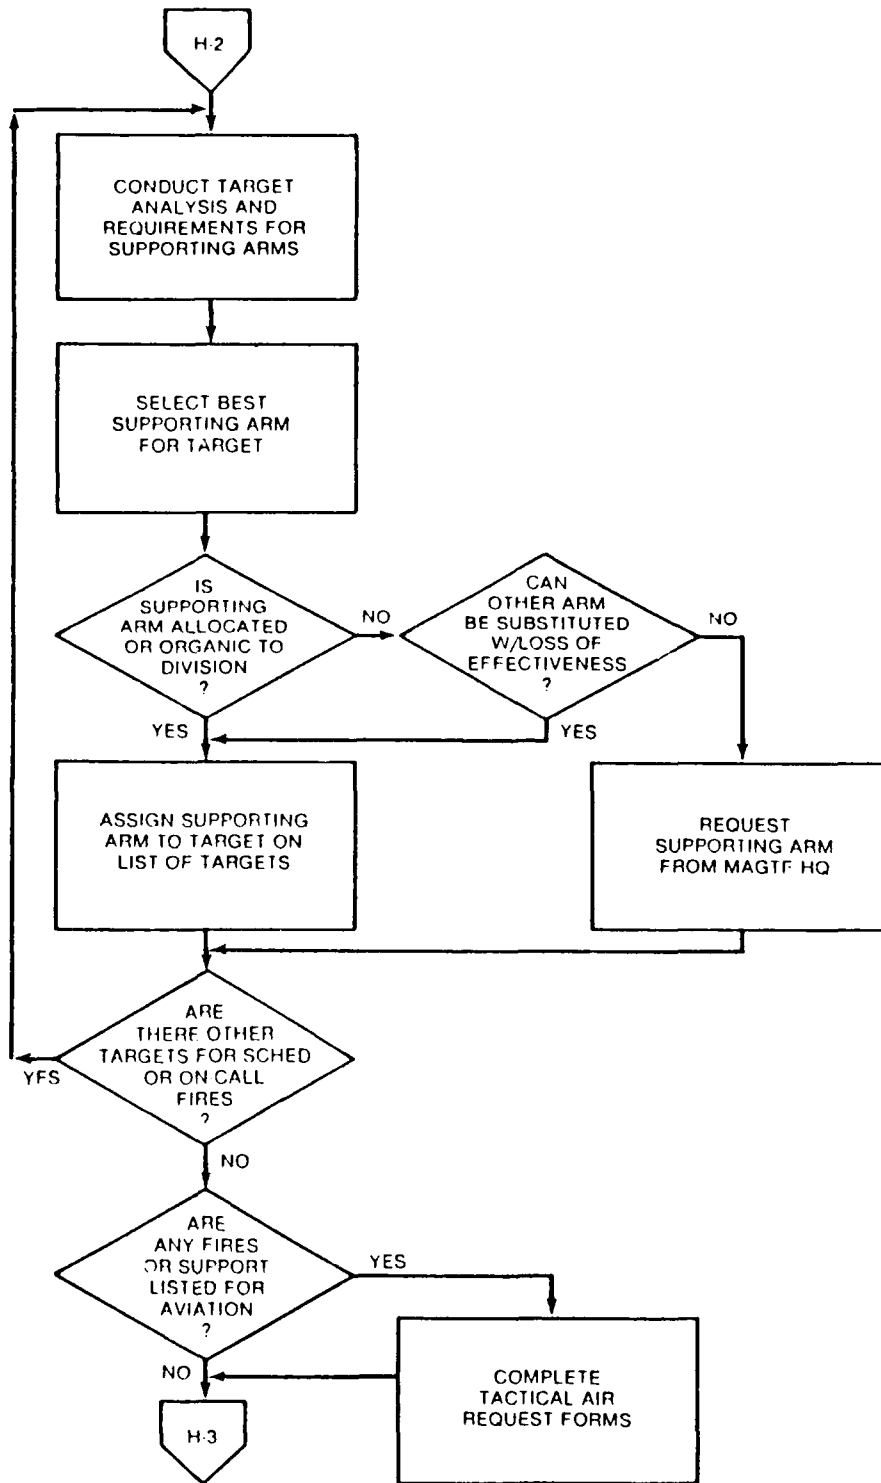 H-2
CONDUCT TARGET
ANALYSIS AND
REQUIREMENTS FOR
SUPPORTING ARMS
SELECT BEST
SUPPORTING ARM
FOR TARGET
IS
SUPPORTING
ARM ALLOCATED
OR ORGANIC TO
DIVISION
?
NO
CAN
OTHER ARM
BE SUBSTITUTED
W/LOSS OF
EFFECTIVENESS
?
NO
YES
YES
ASSIGN SUPPORTING
ARM TO TARGET ON
LIST OF TARGETS
REQUEST
SUPPORTING ARM
FROM MAGTF HQ
ARE
THERE OTHER
TARGETS FOR SCHED
OR ON CALL
FIRES
?
YES
NO
ARE
ANY FIRES
OR SUPPORT
LISTED FOR
AVIATION
?
YES
NO
COMPLETE
TACTICAL AIR
REQUEST FORMS
H-3